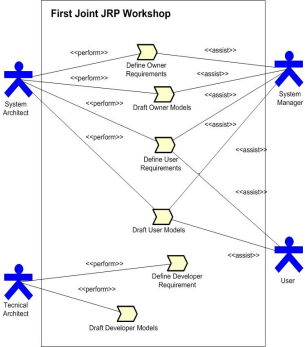 First Joint JRP Workshop
<<perform>>
<<assist>>
Define Owner
Requirements
<<perform>>
<<assist>>
System
Architect
Draft Owner Models
System
Manager
<<perform>>
<<assist>>
<<perform>>
<<assist>>
Define User
Requirements
<<assist>>
Draft User Models
<<assist>>
User
<<perform>>
Define Developer
Requirement
<<perform>>
Tecnical
Architect
Draft Developer Models